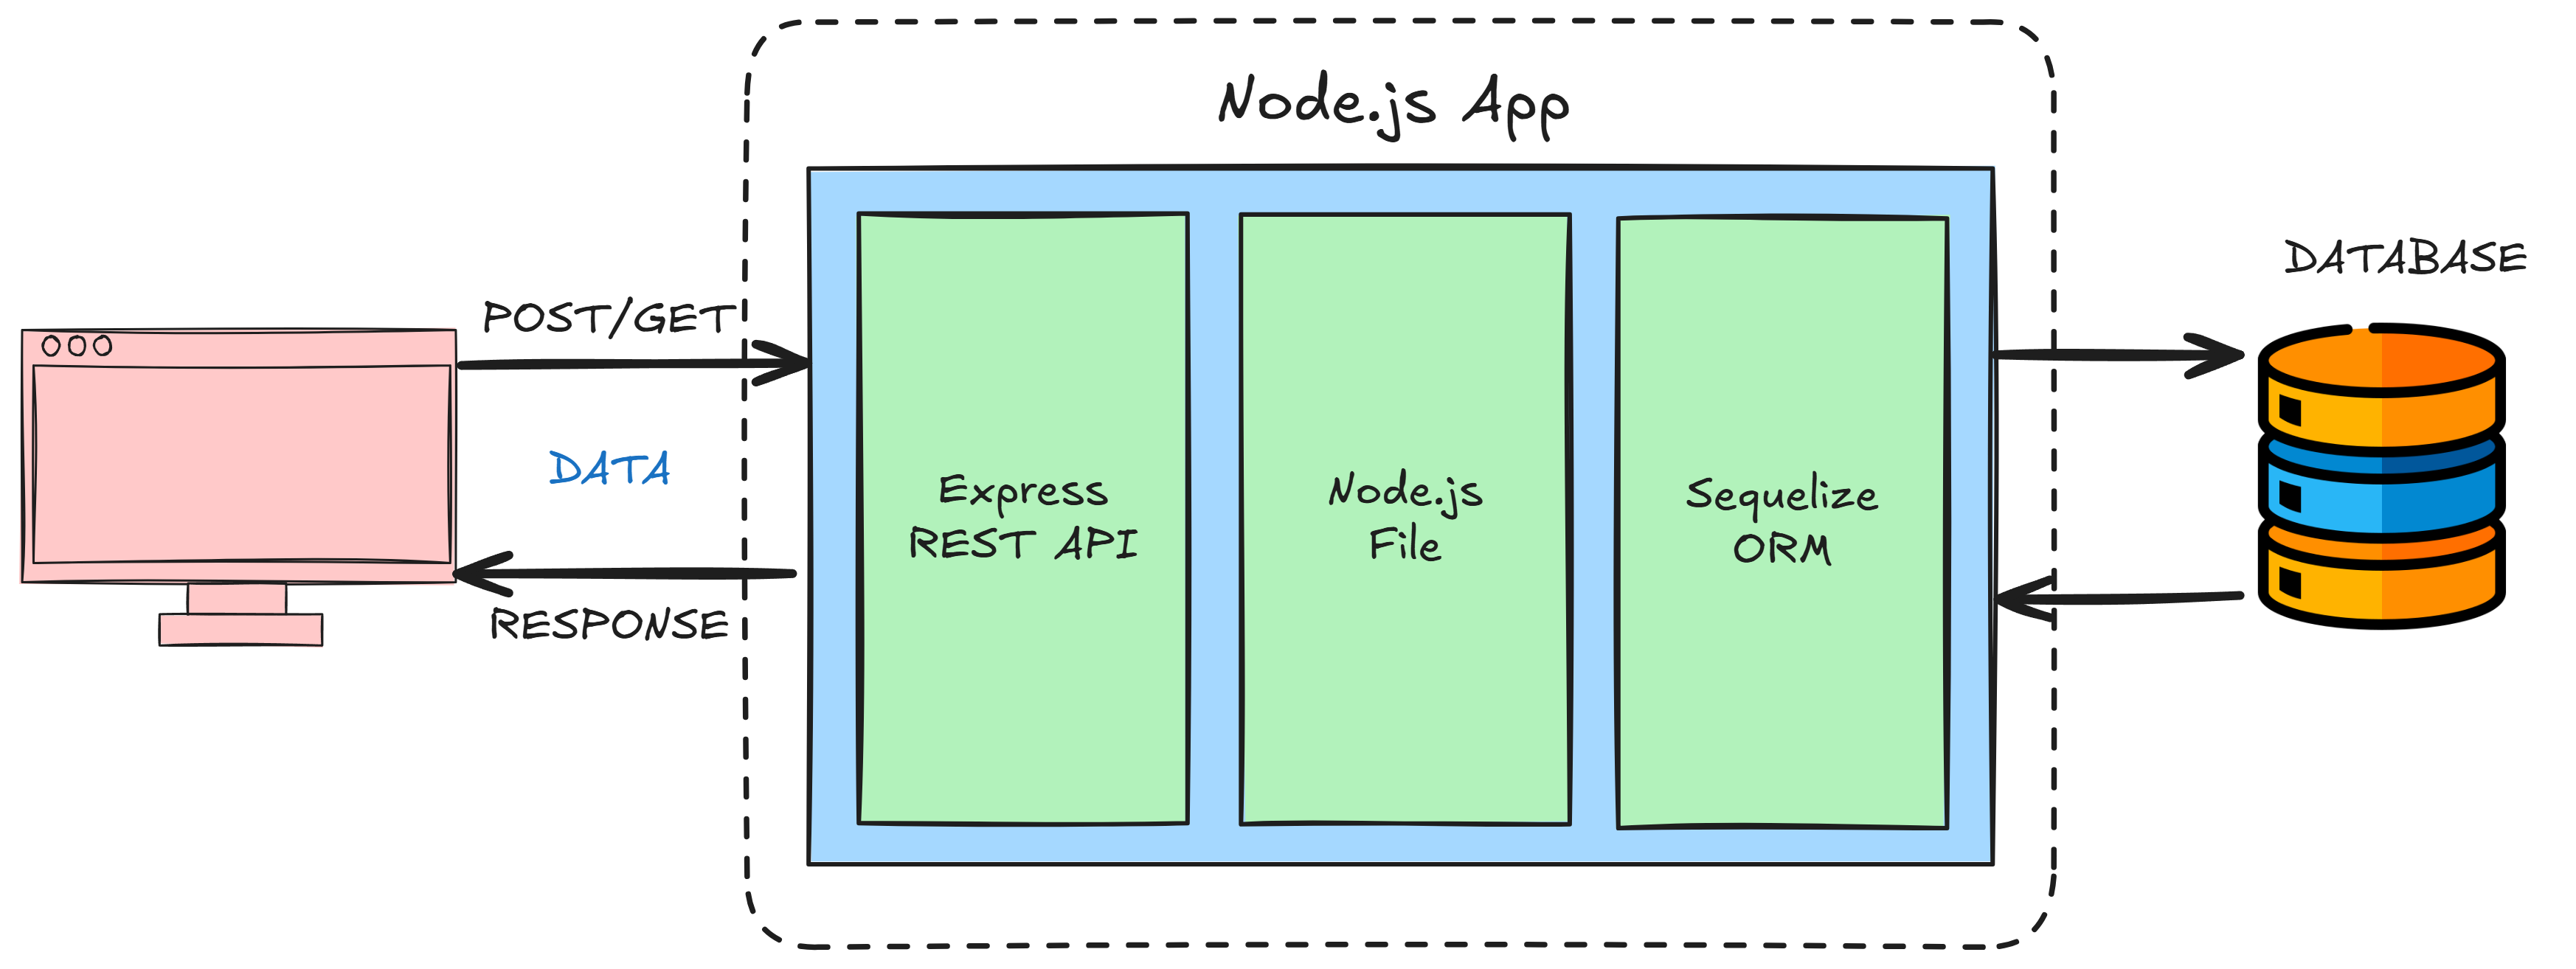 Node.js App
POST/GET
DATA
RESPONSE
Express
REST API
Node.js
File
Sequelize
ORM
DATABASE